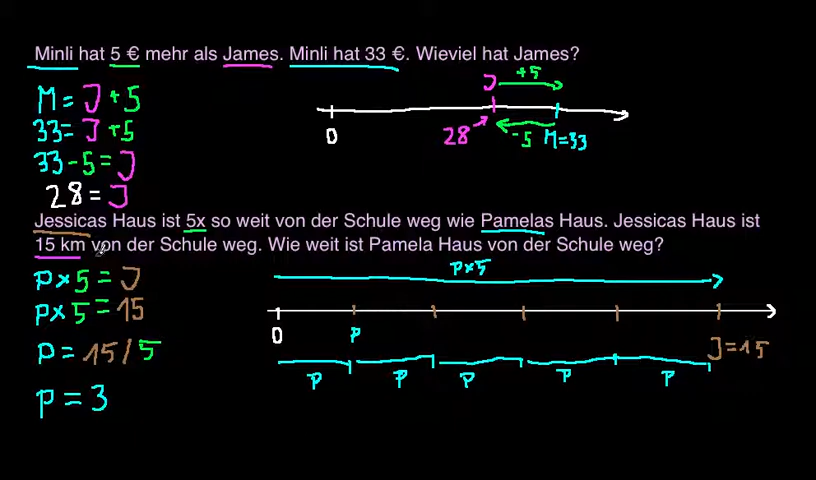 Minli hat 5 € mehr als James. Minli hat 33 €. Wieviel hat James?
M = J + 5
33 = J + 5
33 - 5 = J
28 = J
J +5
0
28 -5 M=33
Jessicas Haus ist 5x so weit von der Schule weg wie Pamelas Haus. Jessicas Haus ist
15 km von der Schule weg. Wie weit ist Pamela Haus von der Schule weg?
P x 5 = J
P x 5 = 15
P = 15 / 5
P = 3
P x 5
0 P J=15
P P P P P